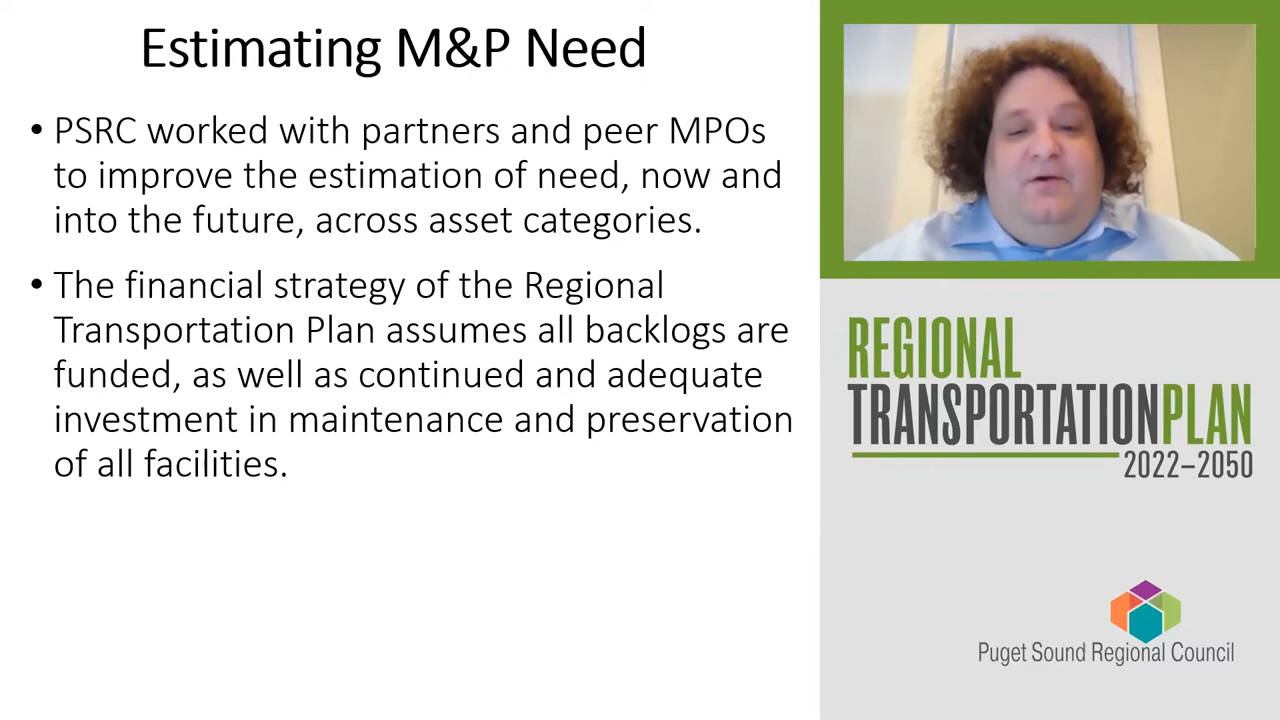 Estimating M&P Need
• PSRC worked with partners and peer MPOs
to improve the estimation of need, now and
into the future, across asset categories.
• The financial strategy of the Regional
Transportation Plan assumes all backlogs are
funded, as well as continued and adequate
investment in maintenance and preservation
of all facilities.
REGIONAL
TRANSPORTATIONPLAN
2022–2050
Puget Sound Regional Council